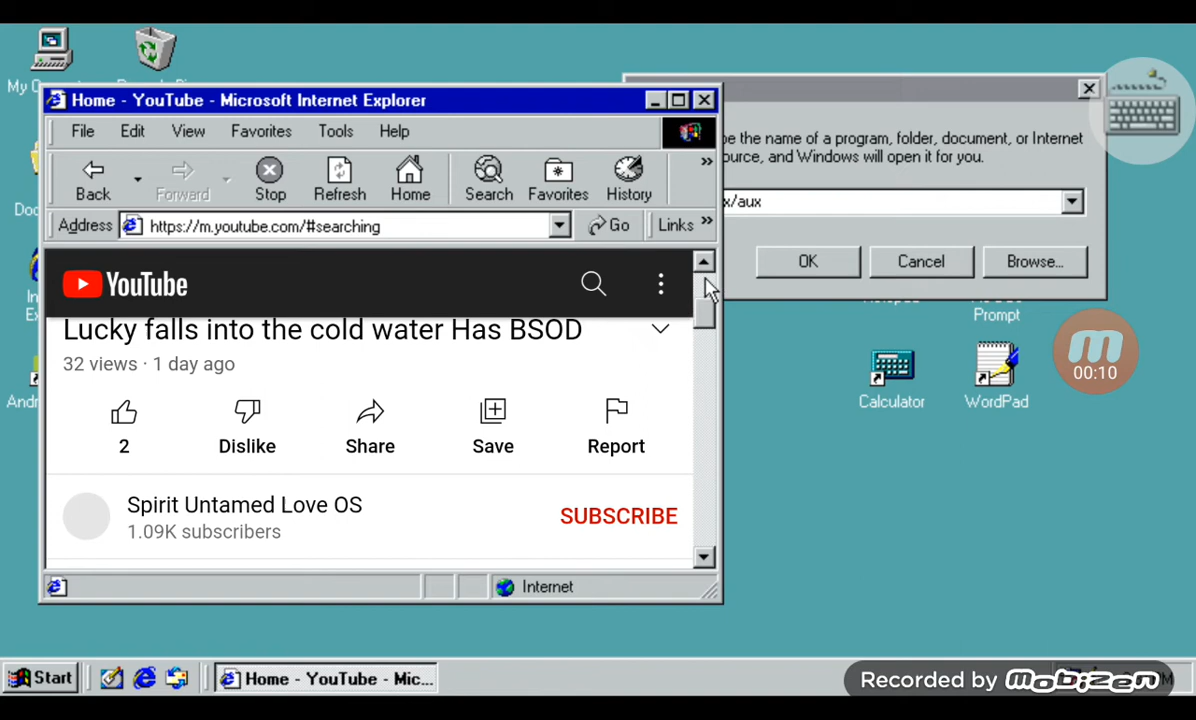 Home - YouTube - Microsoft Internet Explorer
File Edit View Favorites Tools Help
Back Forward Stop Refresh Home Search Favorites History
Address https://m.youtube.com/#searching Go Links
YouTube
Lucky falls into the cold water Has BSOD
32 views · 1 day ago
2 Dislike Share Save Report
Spirit Untamed Love OS
1.09K subscribers
SUBSCRIBE
Internet
the name of a program, folder, document, or Internet
and Windows will open it for you.
x/aux
OK Cancel Browse...
Prompt
Calculator WordPad
00:10
Start Home - YouTube - Mic...
Recorded by mobizen